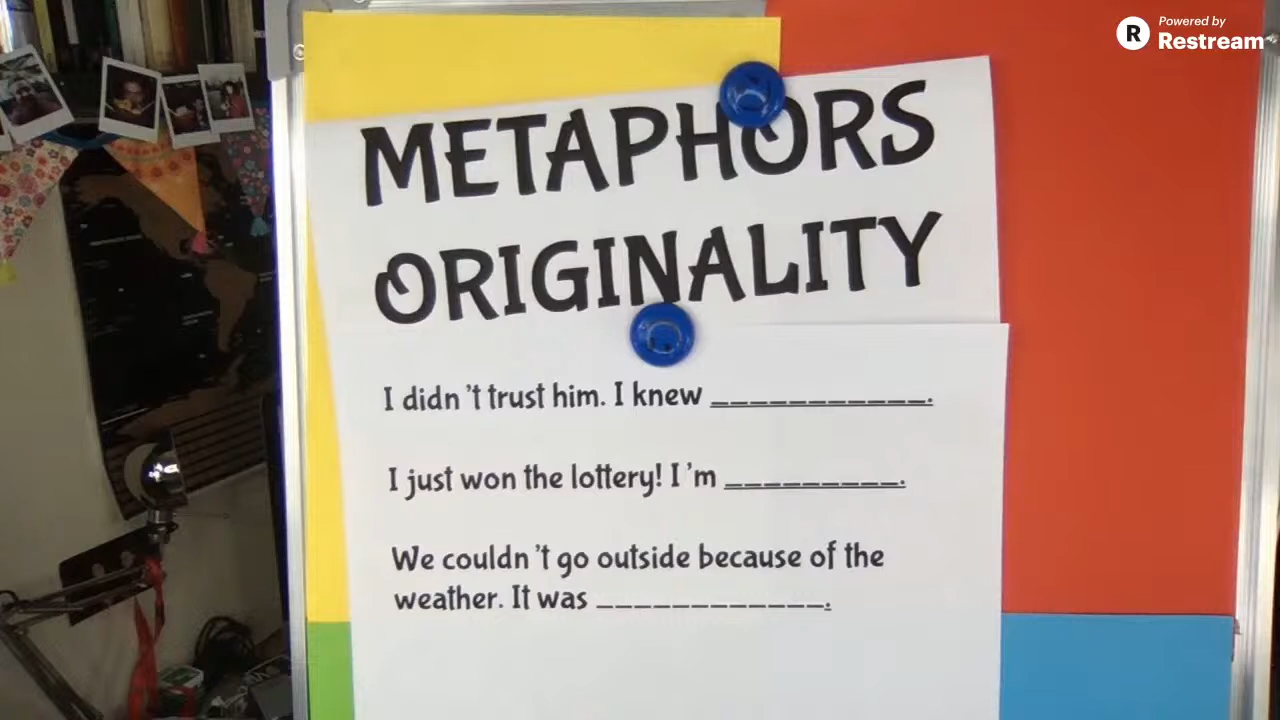 Powered by
R Restream
METAPHORS
ORIGINALITY
I didn't trust him. I knew ___________.
I just won the lottery! I'm _________.
We couldn't go outside because of the
weather. It was ____________.